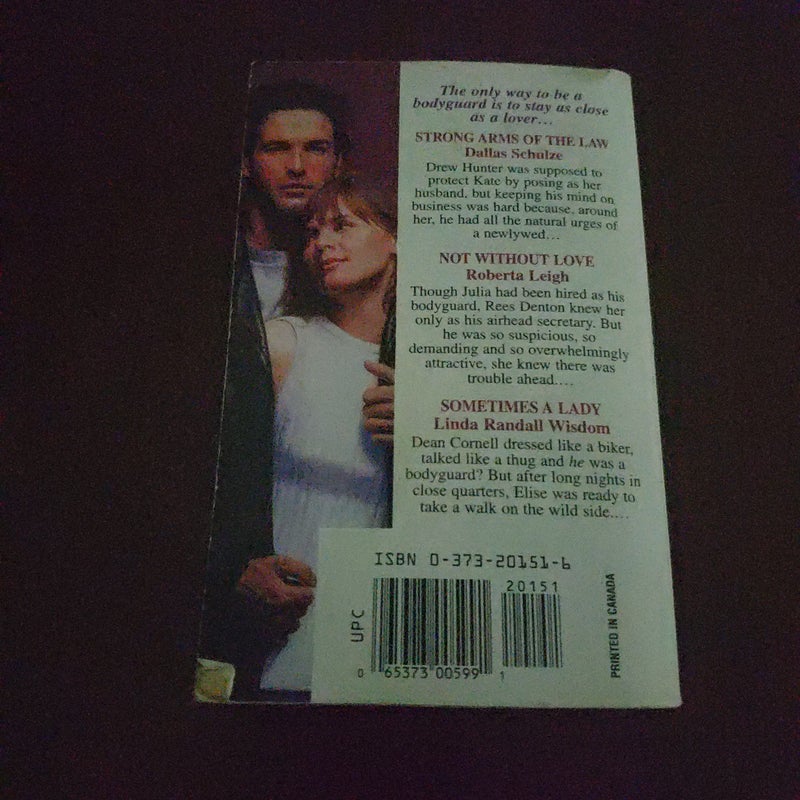 The only way to be a
bodyguard is to stay as close
as a lover...
STRONG ARMS OF THE LAW
Dallas Schulze
Drew Hunter was supposed to
protect Kate by posing as her
husband, but keeping his mind on
business was hard because, around
her, he had all the natural urges of
a newlywed...
NOT WITHOUT LOVE
Roberta Leigh
Though Julia had been hired as his
bodyguard, Rees Denton knew her
only as his airhead secretary. But
he was so suspicious, so
demanding and so overwhelmingly
attractive, she knew there was
trouble ahead....
SOMETIMES A LADY
Linda Randall Wisdom
Dean Cornell dressed like a biker,
talked like a thug and he was a
bodyguard? But after long nights in
close quarters, Elise was ready to
take a walk on the wild side....
ISBN 0-373-20151-6
20151
UPC
0 65373 00599 1
PRINTED IN CANADA